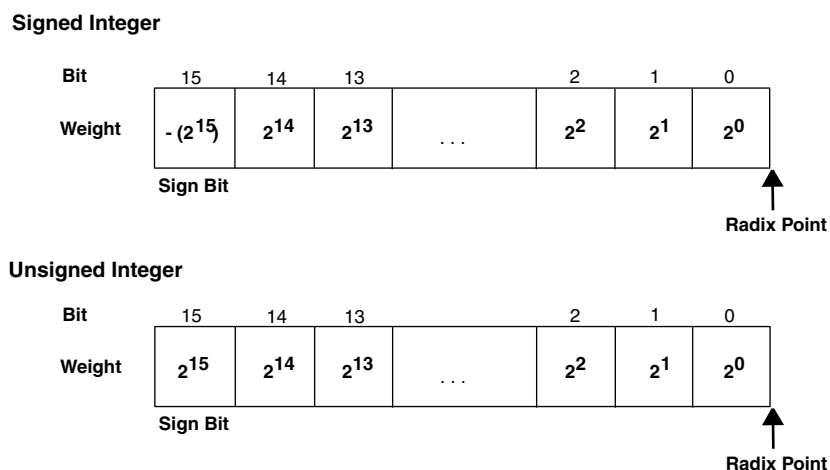 Signed Integer
Bit 15 14 13 2 1 0
Weight - (2^15) 2^14 2^13 . . . 2^2 2^1 2^0
Sign Bit
Radix Point
Unsigned Integer
Bit 15 14 13 2 1 0
Weight 2^15 2^14 2^13 . . . 2^2 2^1 2^0
Sign Bit
Radix Point